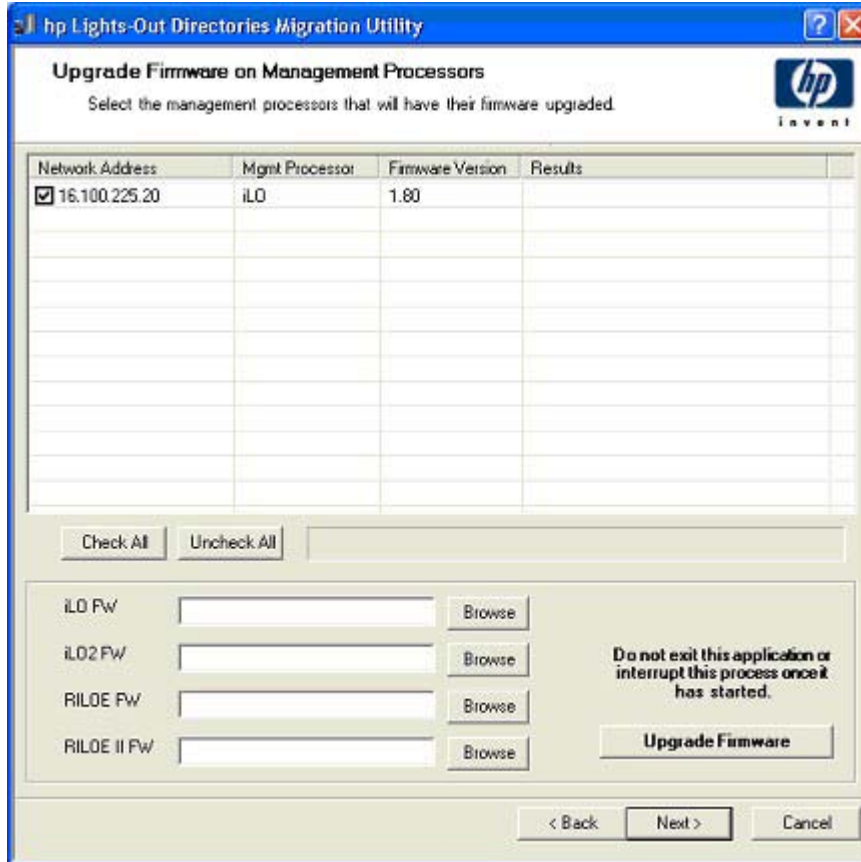 hp Lights-Out Directories Migration Utility
Upgrade Firmware on Management Processors
Select the management processors that will have their firmware upgraded.
hp
invent
Network Address Mgmt Processor Firmware Version Results
16.100.225.20 iLO 1.80
Check All Uncheck All
iLO FW Browse
iLO2 FW Browse
RILOE FW Browse
RILOE II FW Browse
Do not exit this application or
interrupt this process once it
has started.
Upgrade Firmware
< Back Next > Cancel